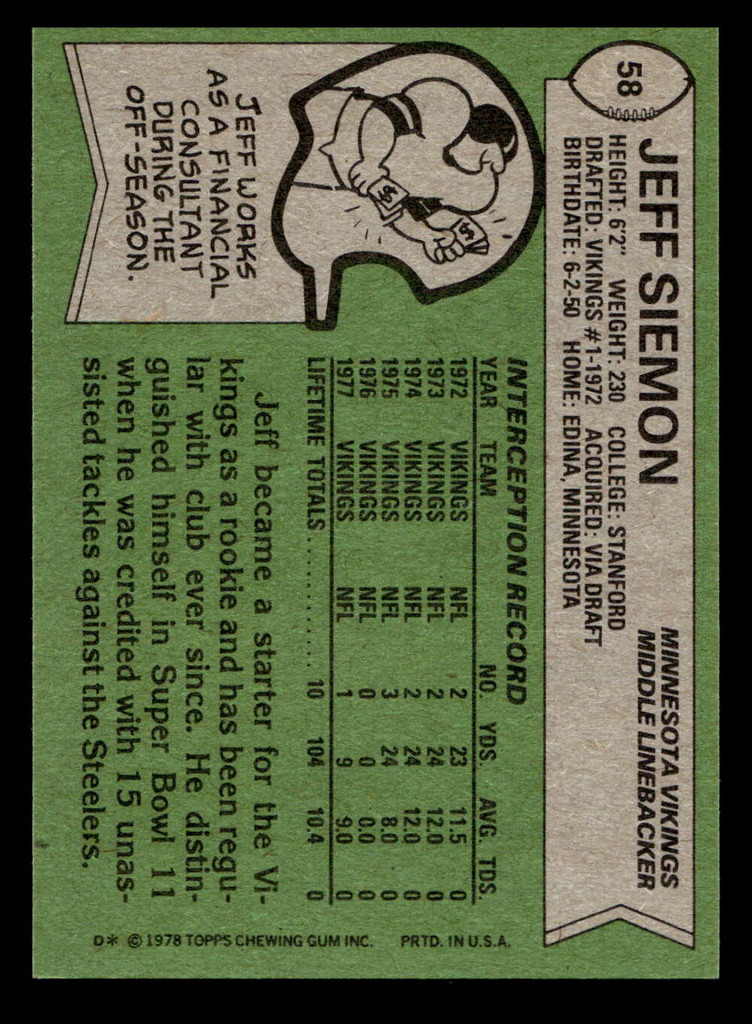 58
JEFF SIEMON
MINNESOTA VIKINGS
MIDDLE LINEBACKER
HEIGHT: 6'2" WEIGHT: 230 COLLEGE: STANFORD
DRAFTED: VIKINGS #1-1972 ACQUIRED: VIA DRAFT
BIRTHDATE: 6-2-50 HOME: EDINA, MINNESOTA
$
$
JEFF WORKS
AS A FINANCIAL
CONSULTANT
DURING THE
OFF-SEASON.
INTERCEPTION RECORD
YEAR TEAM NO. YDS. AVG. TDS.
1972 VIKINGS NFL 2 23 11.5 0
1973 VIKINGS NFL 2 24 12.0 0
1974 VIKINGS NFL 2 24 12.0 0
1975 VIKINGS NFL 3 24 8.0 0
1976 VIKINGS NFL 0 0 0.0 0
1977 VIKINGS NFL 1 9 9.0 0
LIFETIME TOTALS.......... 10 104 10.4 0
Jeff became a starter for the Vi-
kings as a rookie and has been regu-
lar with club ever since. He distin-
guished himself in Super Bowl 11
when he was credited with 15 unas-
sisted tackles against the Steelers.
D* © 1978 TOPPS CHEWING GUM INC. PRTD. IN U.S.A.